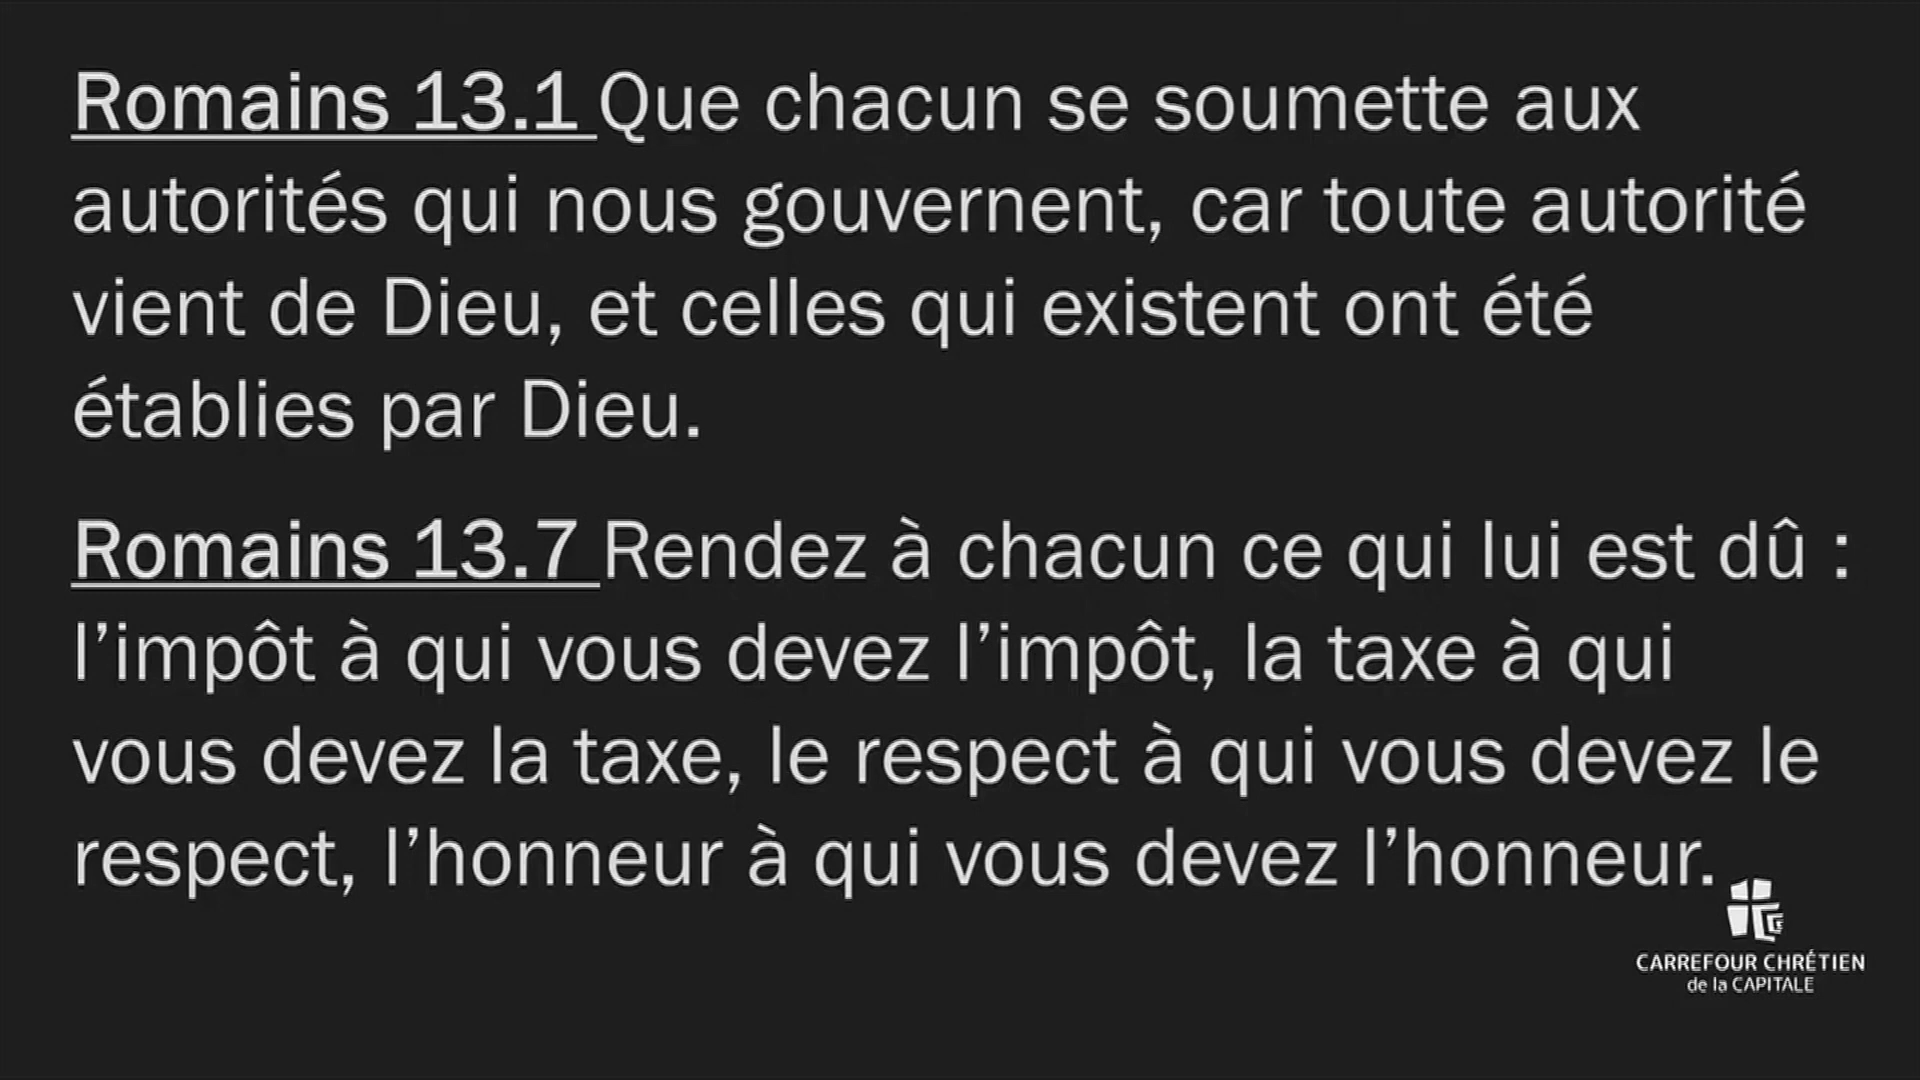 Romains 13.1 Que chacun se soumette aux
autorités qui nous gouvernent, car toute autorité
vient de Dieu, et celles qui existent ont été
établies par Dieu.
Romains 13.7 Rendez à chacun ce qui lui est dû :
l’impôt à qui vous devez l’impôt, la taxe à qui
vous devez la taxe, le respect à qui vous devez le
respect, l’honneur à qui vous devez l’honneur.
CARREFOUR CHRÉTIEN
de la CAPITALE